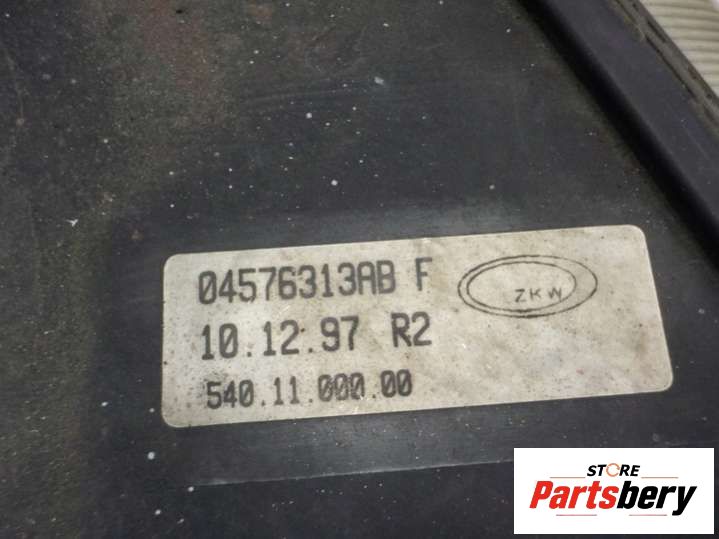 04576313AB F
ZKW
10.12.97 R2
540.11.000.00
STORE
Partsbery